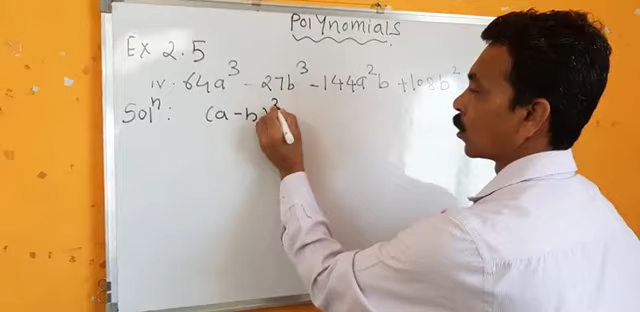 Polynomials
Ex 2.5
iv. 64a³ - 27b³ - 144a²b + 108b²
Solⁿ: (a-b)³